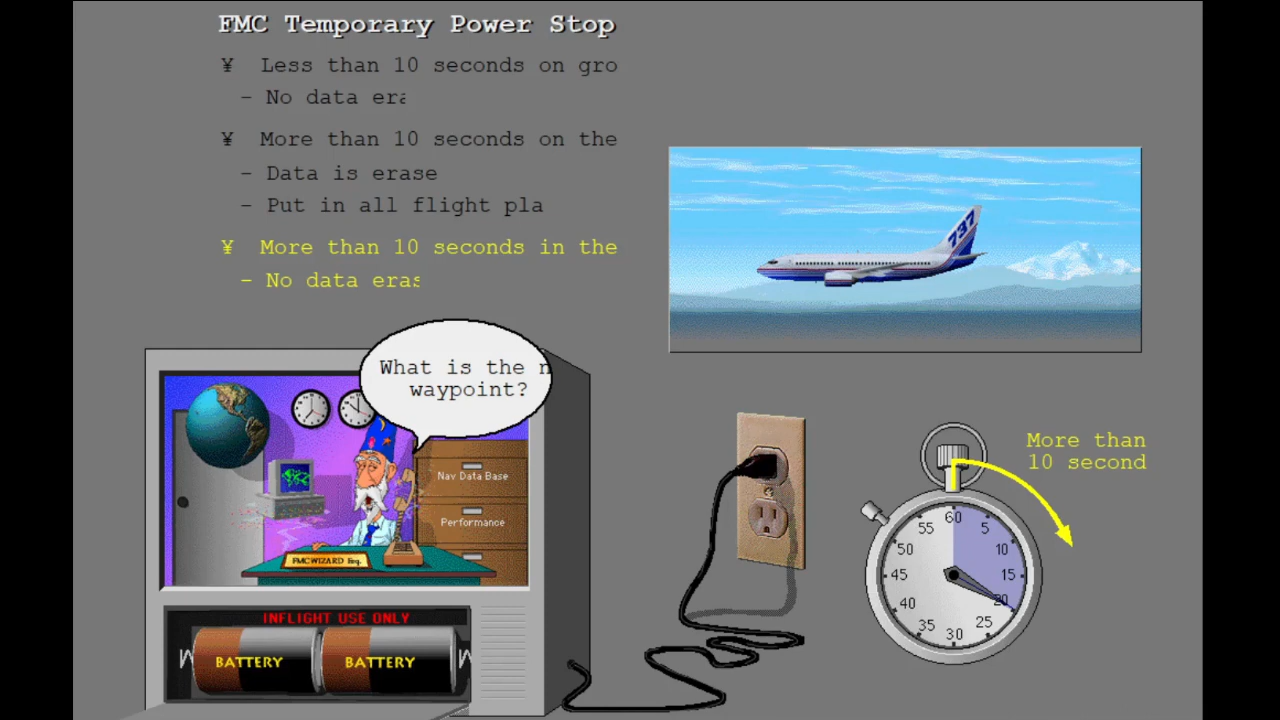 FMC Temporary Power Stop
¥ Less than 10 seconds on gro
- No data era
¥ More than 10 seconds on the
- Data is erase
- Put in all flight pla
¥ More than 10 seconds in the
- No data eras
What is the n
waypoint?
737
Nav Data Base
Performance
FMCWIZARD Esq.
INFLIGHT USE ONLY
BATTERY BATTERY
More than
10 second
60
55 5
50 10
45 15
40 20
35 25
30